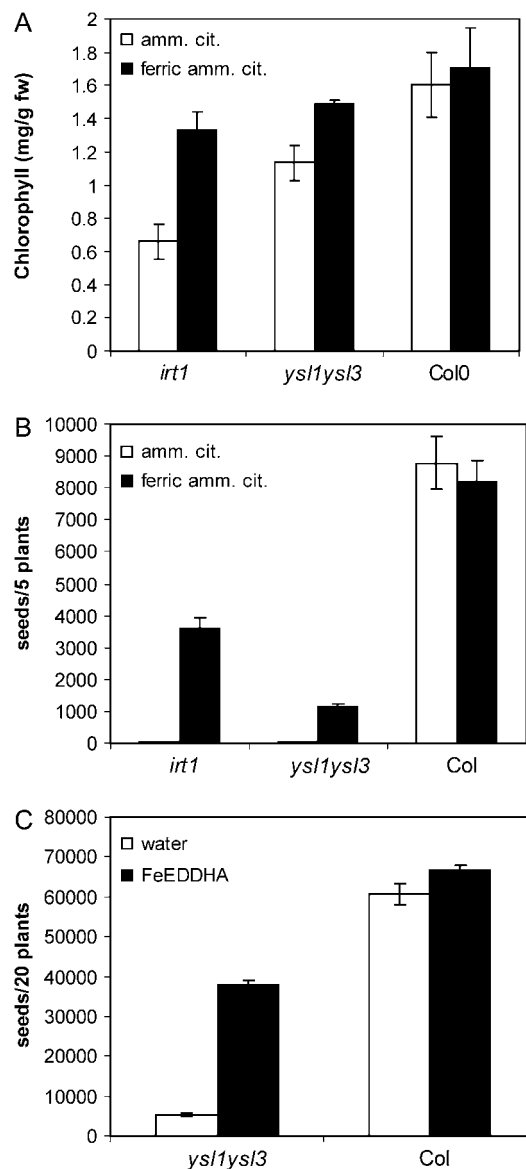 A
amm. cit.
ferric amm. cit.
Chlorophyll (mg/g fw)
2
1.8
1.6
1.4
1.2
1
0.8
0.6
0.4
0.2
0
irt1
ysl1ysl3
Col0
B
amm. cit.
ferric amm. cit.
seeds/5 plants
10000
9000
8000
7000
6000
5000
4000
3000
2000
1000
0
irt1
ysl1ysl3
Col
C
water
FeEDDHA
seeds/20 plants
80000
70000
60000
50000
40000
30000
20000
10000
0
ysl1ysl3
Col